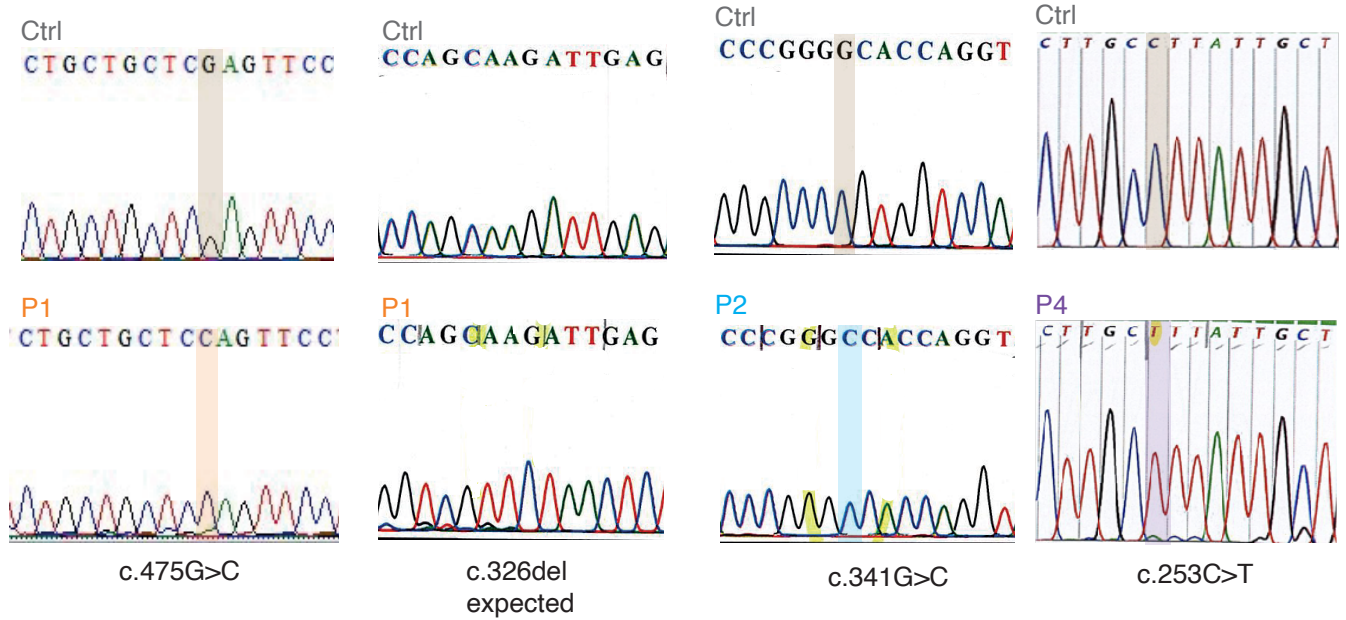 Ctrl
CTGCTGCTCGAGTTCC
Ctrl
CCAGCAAGATTGAG
Ctrl
CCCGGGGCACCAGGT
Ctrl
CTTGCCTTATTGCT
P1
CTGCTGCTCCAGTTCC
P1
CCAGCAAGATTGAG
P2
CCCGGGCCACCAGGT
P4
CTTGCTTTATTGCT
c.475G>C
c.326del
expected
c.341G>C
c.253C>T